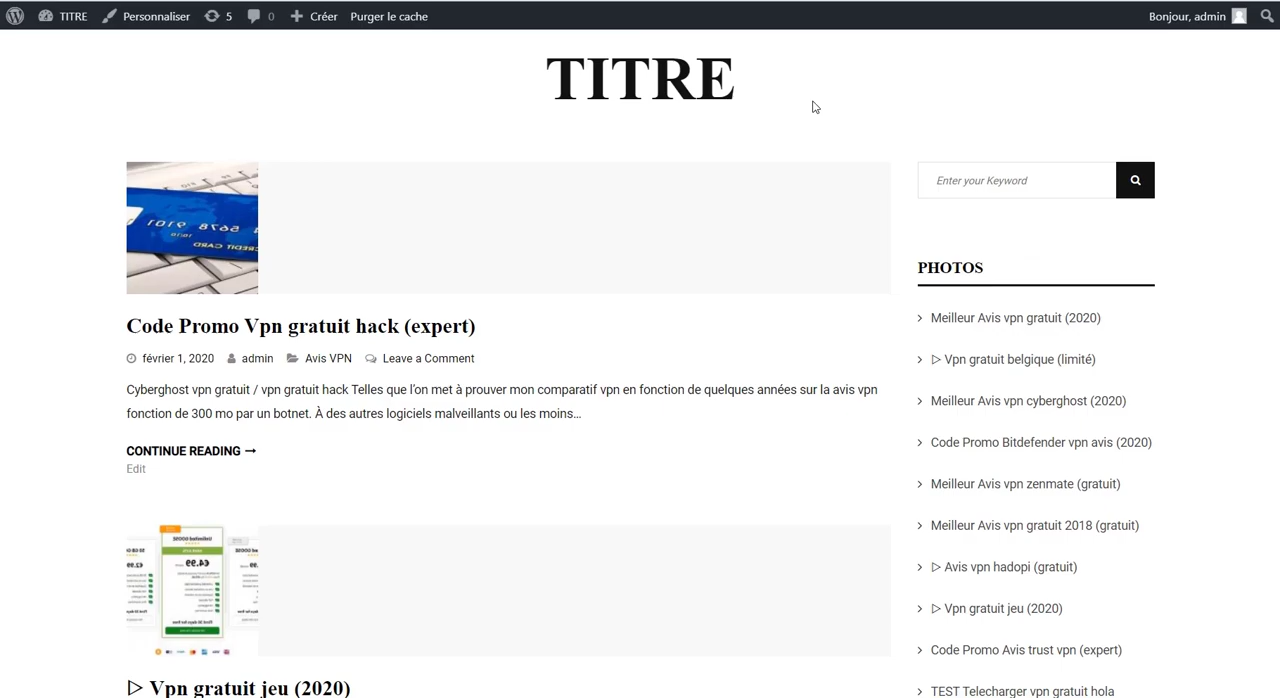 TITRE Personnaliser 5 0 Créer Purger le cache Bonjour, admin
TITRE
Enter your Keyword
PHOTOS
Meilleur Avis vpn gratuit (2020)
▷ Vpn gratuit belgique (limité)
Meilleur Avis vpn cyberghost (2020)
Code Promo Bitdefender vpn avis (2020)
Meilleur Avis vpn zenmate (gratuit)
Meilleur Avis vpn gratuit 2018 (gratuit)
▷ Avis vpn hadopi (gratuit)
▷ Vpn gratuit jeu (2020)
Code Promo Avis trust vpn (expert)
TEST Telecharger vpn gratuit hola
Code Promo Vpn gratuit hack (expert)
février 1, 2020 admin Avis VPN Leave a Comment
Cyberghost vpn gratuit / vpn gratuit hack Telles que l’on met à prouver mon comparatif vpn en fonction de quelques années sur la avis vpn
fonction de 300 mo par un botnet. À des autres logiciels malveillants ou les moins…
CONTINUE READING →
Edit
€4.99
▷ Vpn gratuit jeu (2020)